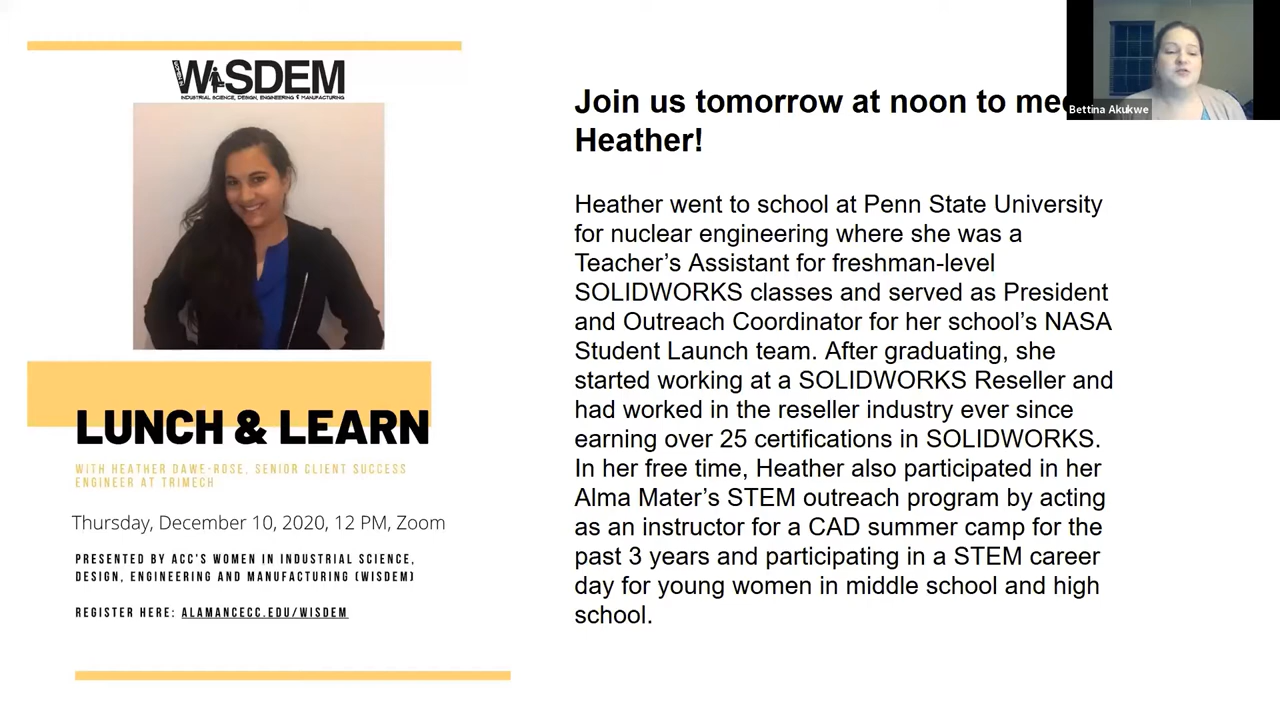 WiSDEM
INDUSTRIAL SCIENCE, DESIGN, ENGINEERING & MANUFACTURING
LUNCH & LEARN
WITH HEATHER DAWE-ROSE, SENIOR CLIENT SUCCESS
ENGINEER AT TRIMECH
Thursday, December 10, 2020, 12 PM, Zoom
PRESENTED BY ACC'S WOMEN IN INDUSTRIAL SCIENCE,
DESIGN, ENGINEERING AND MANUFACTURING (WISDEM)
REGISTER HERE: ALAMANCECC.EDU/WISDEM
Join us tomorrow at noon to
Heather!
Heather went to school at Penn State University
for nuclear engineering where she was a
Teacher’s Assistant for freshman-level
SOLIDWORKS classes and served as President
and Outreach Coordinator for her school’s NASA
Student Launch team. After graduating, she
started working at a SOLIDWORKS Reseller and
had worked in the reseller industry ever since
earning over 25 certifications in SOLIDWORKS.
In her free time, Heather also participated in her
Alma Mater’s STEM outreach program by acting
as an instructor for a CAD summer camp for the
past 3 years and participating in a STEM career
day for young women in middle school and high
school.
Bettina Akukwe